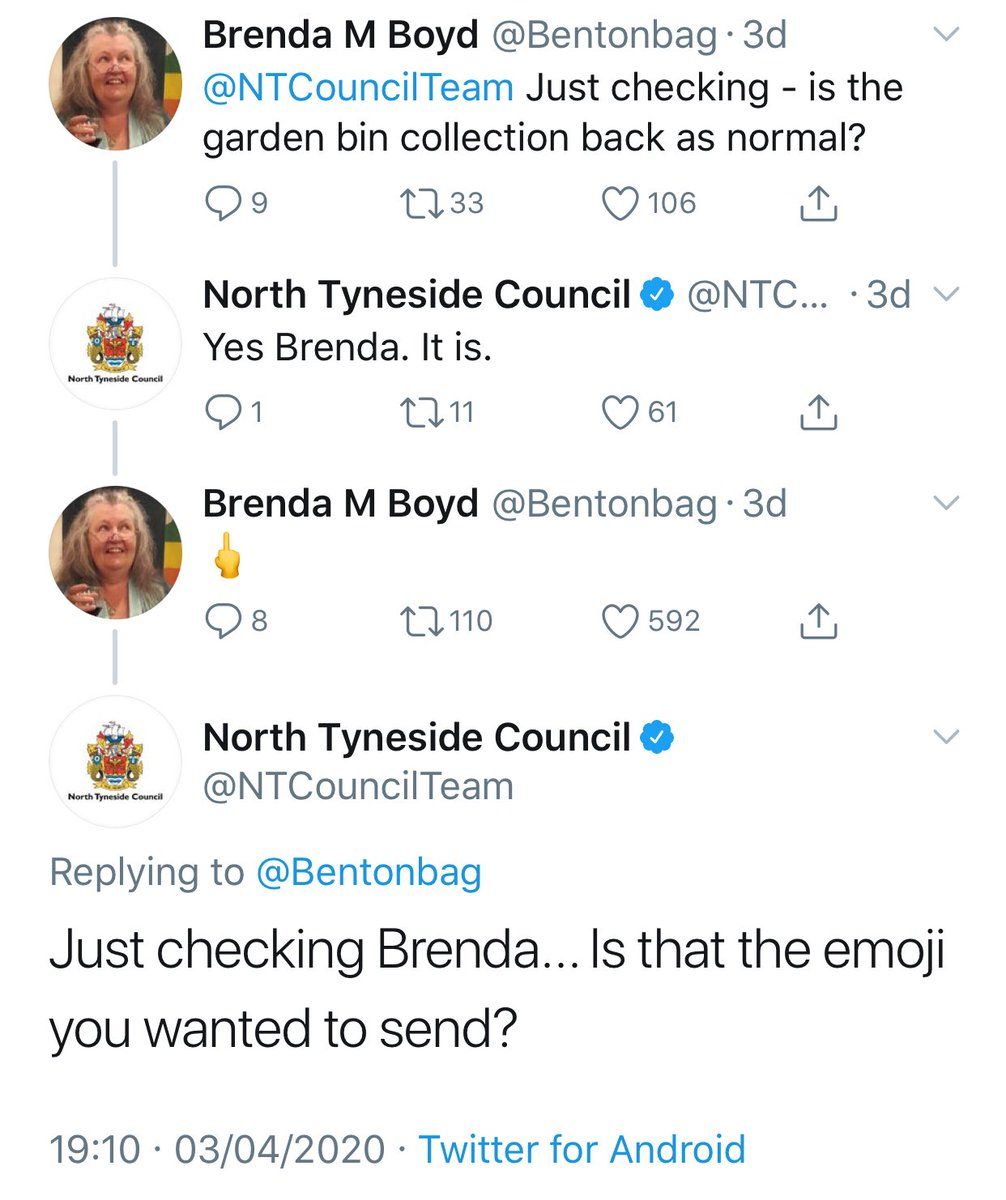 Brenda M Boyd @Bentonbag · 3d
@NTCouncilTeam Just checking - is the
garden bin collection back as normal?
9 33 106
North Tyneside Council @NTC... · 3d
North Tyneside Council
Yes Brenda. It is.
1 11 61
Brenda M Boyd @Bentonbag · 3d
🖕
8 110 592
North Tyneside Council
@NTCouncilTeam
North Tyneside Council
Replying to @Bentonbag
Just checking Brenda... Is that the emoji
you wanted to send?
19:10 · 03/04/2020 · Twitter for Android